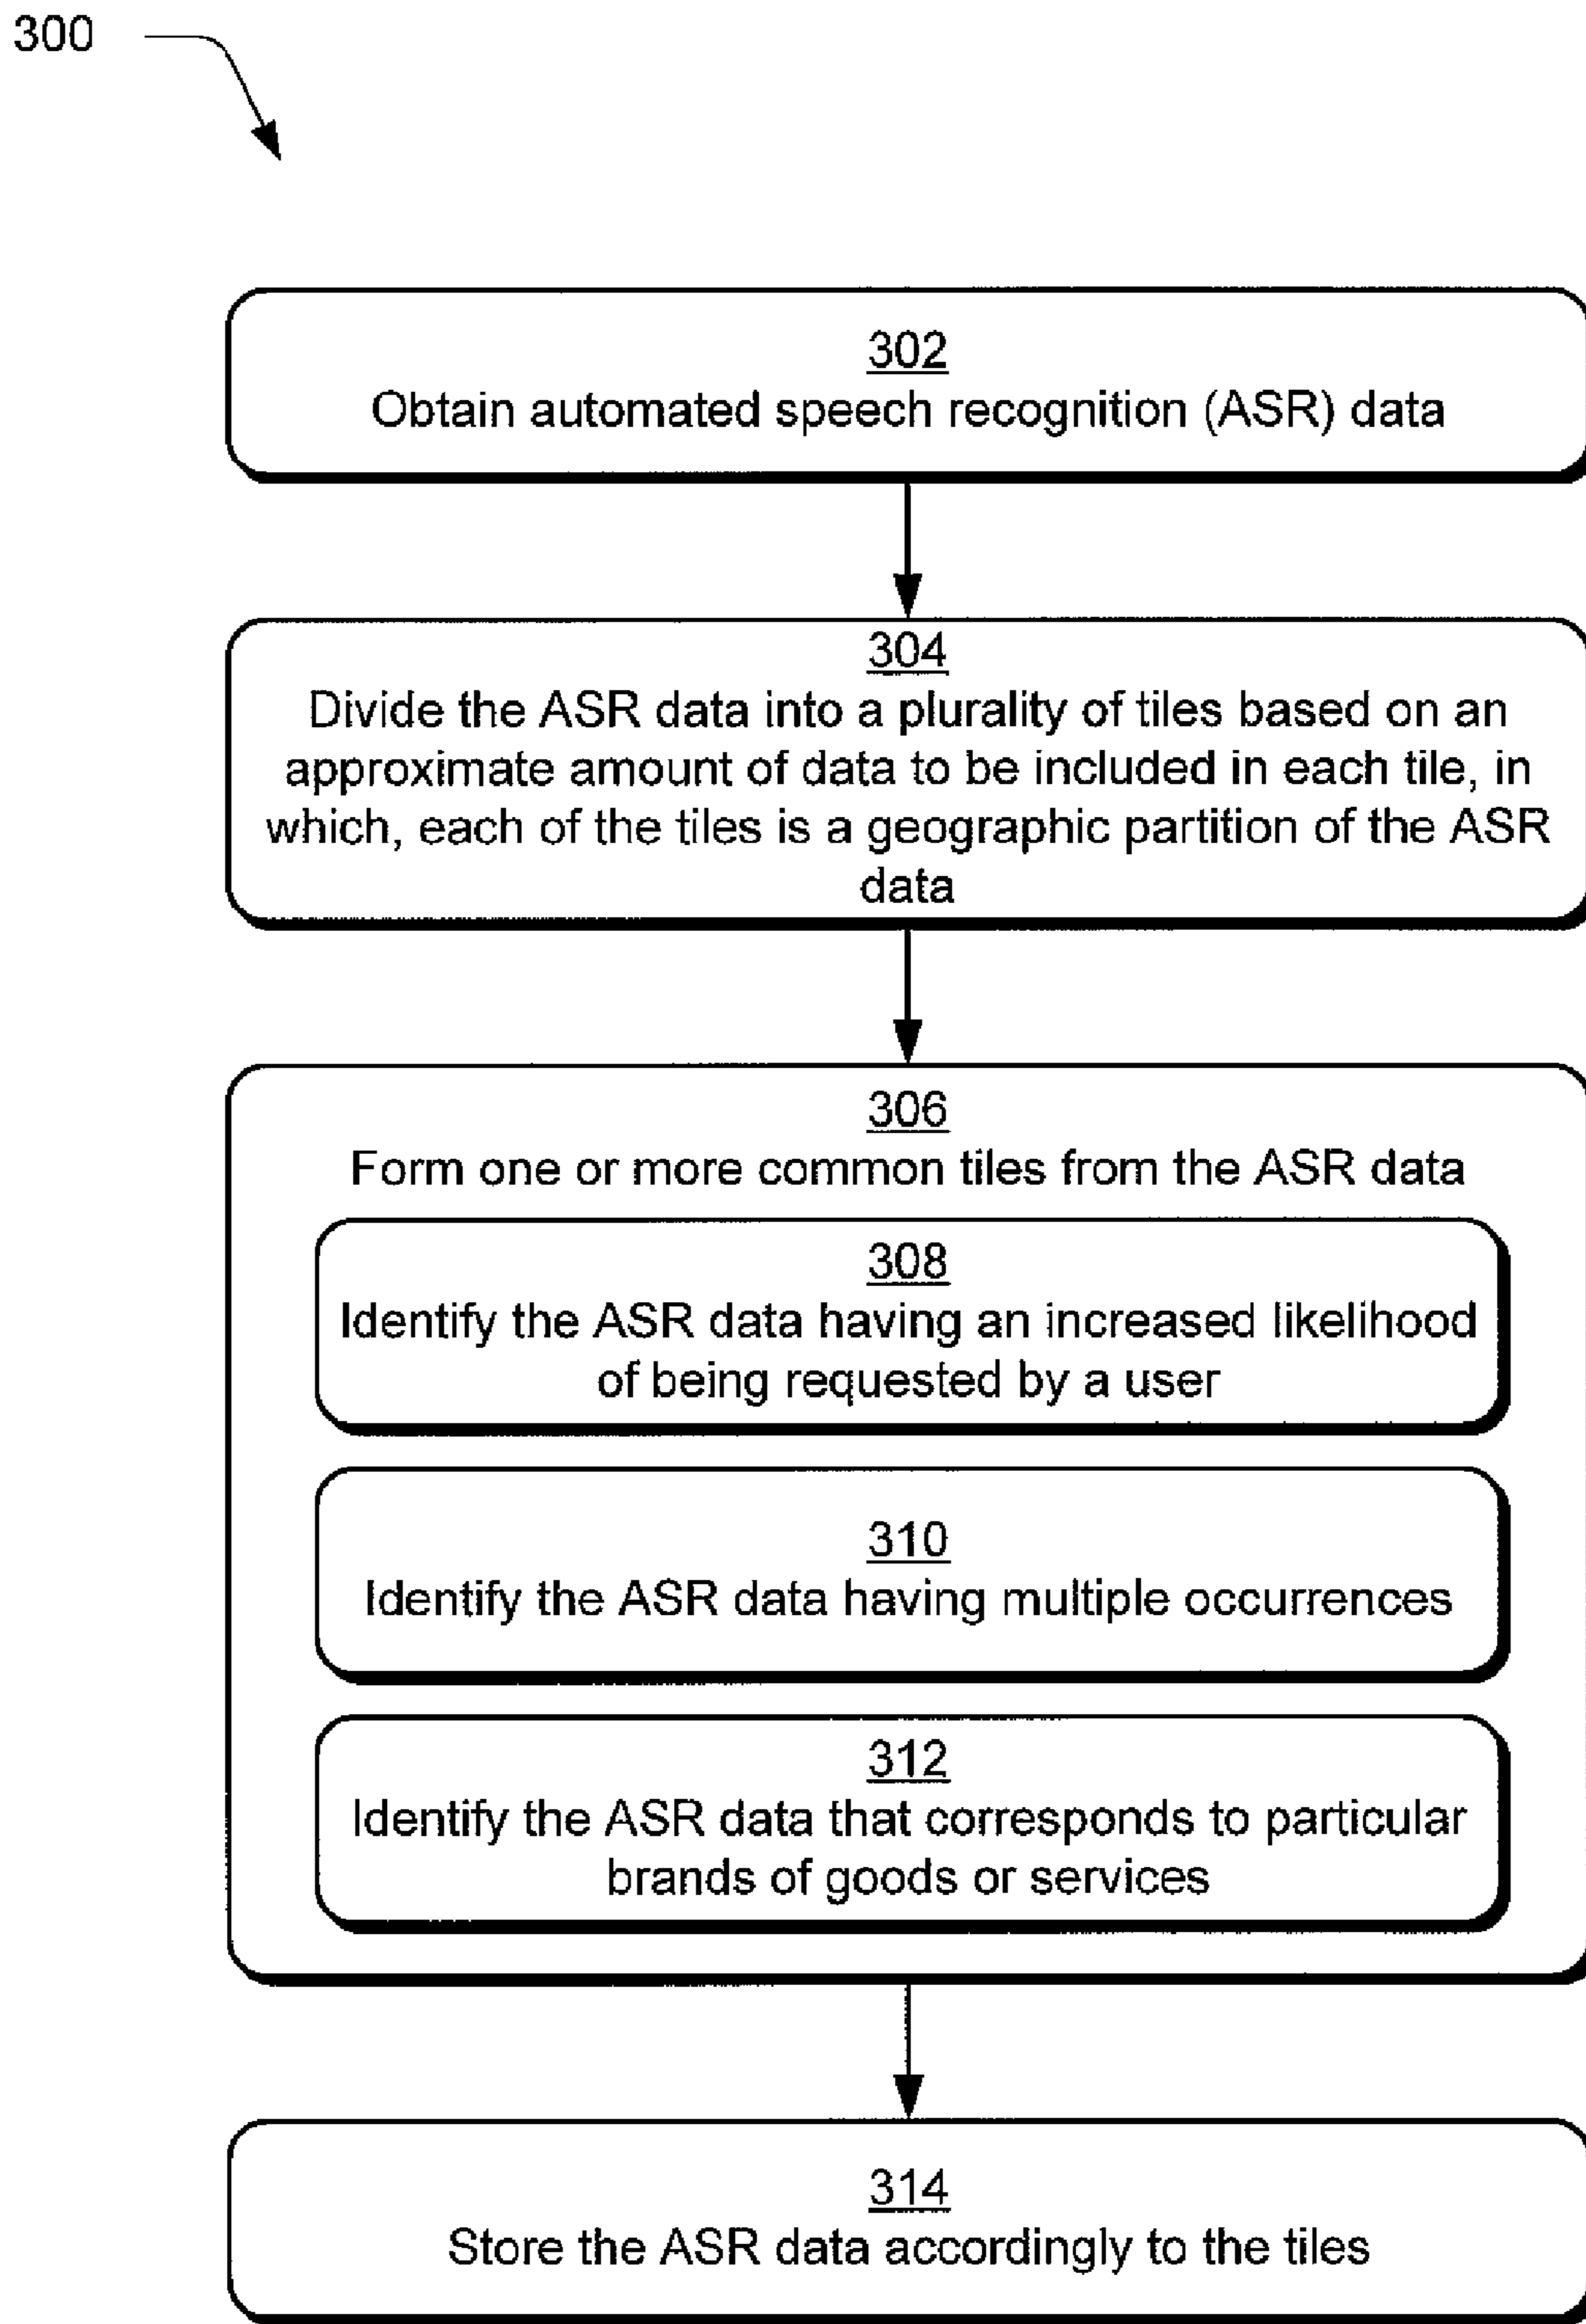 300
302
Obtain automated speech recognition (ASR) data
304
Divide the ASR data into a plurality of tiles based on an
approximate amount of data to be included in each tile, in
which, each of the tiles is a geographic partition of the ASR
data
306
Form one or more common tiles from the ASR data
308
Identify the ASR data having an increased likelihood
of being requested by a user
310
Identify the ASR data having multiple occurrences
312
Identify the ASR data that corresponds to particular
brands of goods or services
314
Store the ASR data accordingly to the tiles